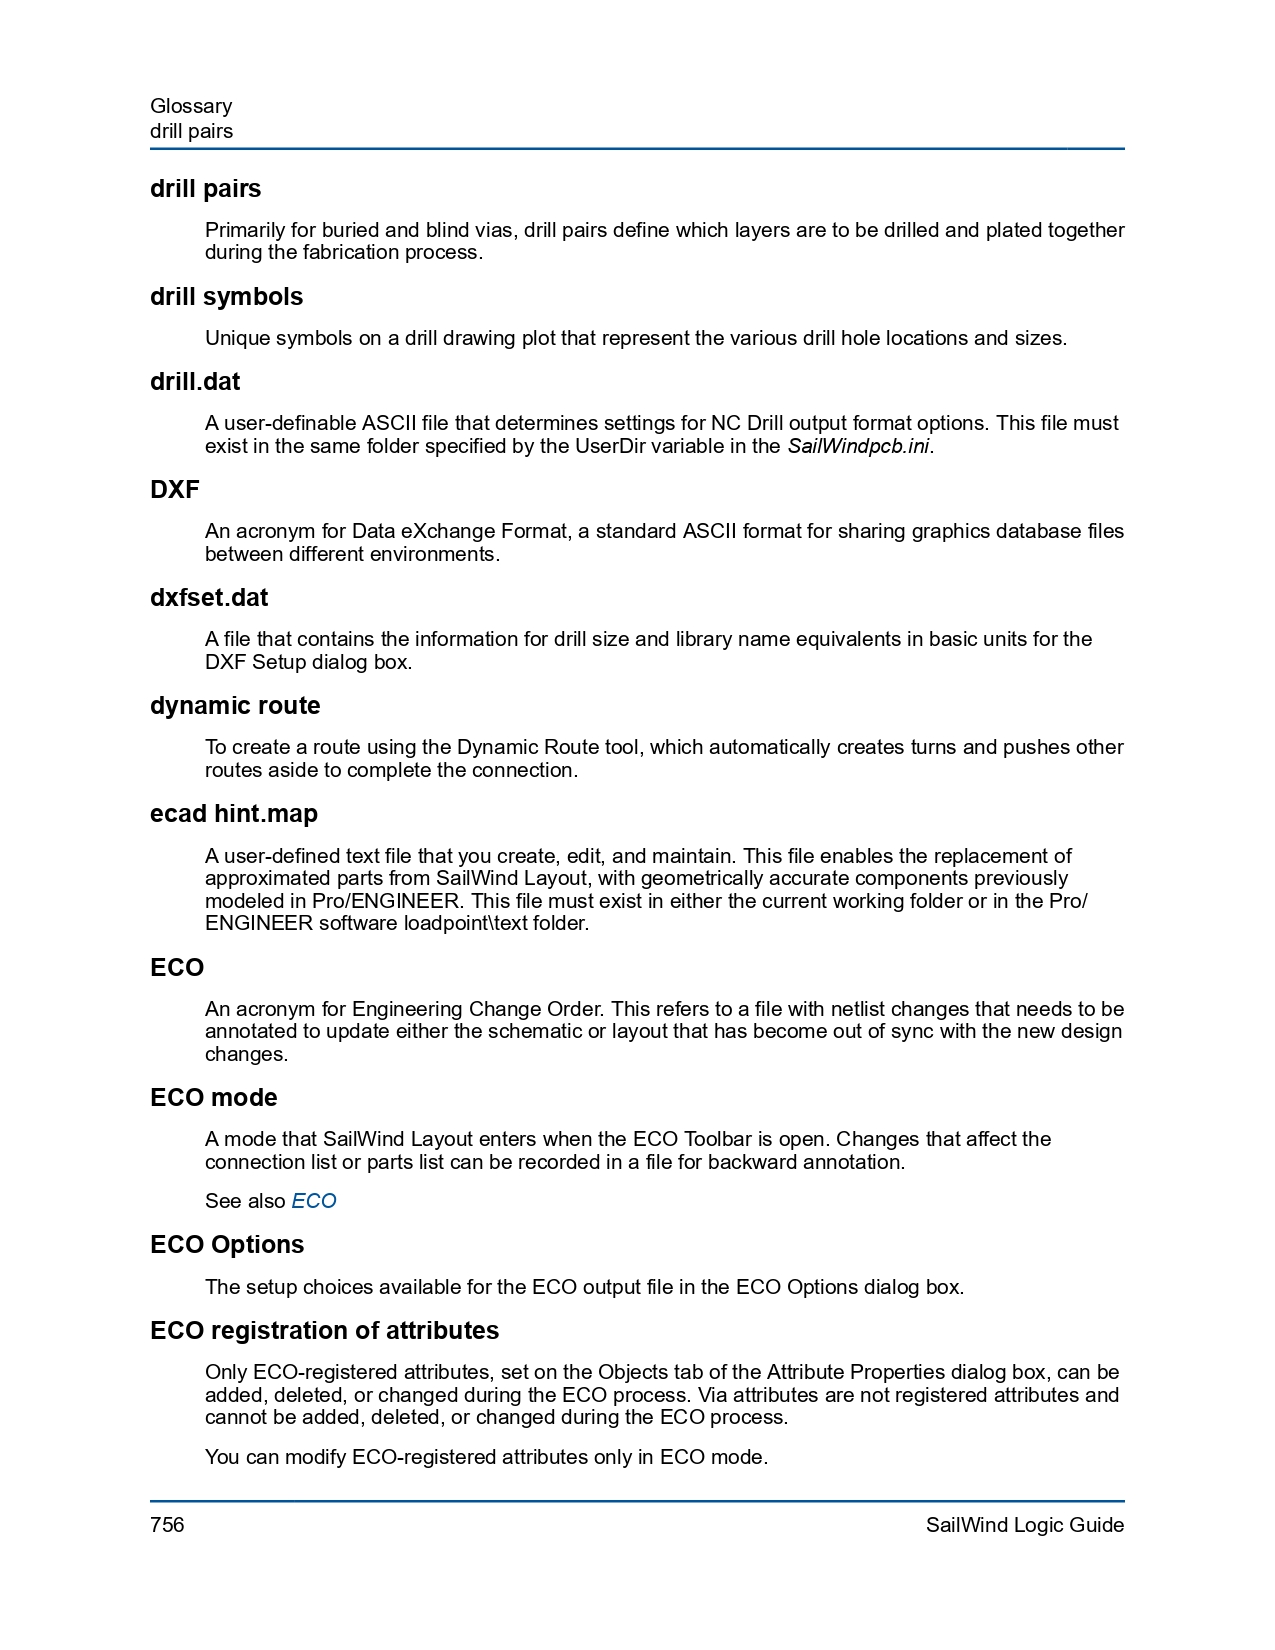 Glossary
drill pairs
drill pairs
Primarily for buried and blind vias, drill pairs define which layers are to be drilled and plated together
during the fabrication process.
drill symbols
Unique symbols on a drill drawing plot that represent the various drill hole locations and sizes.
drill.dat
A user-definable ASCII file that determines settings for NC Drill output format options. This file must
exist in the same folder specified by the UserDir variable in the SailWindpcb.ini.
DXF
An acronym for Data eXchange Format, a standard ASCII format for sharing graphics database files
between different environments.
dxfset.dat
A file that contains the information for drill size and library name equivalents in basic units for the
DXF Setup dialog box.
dynamic route
To create a route using the Dynamic Route tool, which automatically creates turns and pushes other
routes aside to complete the connection.
ecad hint.map
A user-defined text file that you create, edit, and maintain. This file enables the replacement of
approximated parts from SailWind Layout, with geometrically accurate components previously
modeled in Pro/ENGINEER. This file must exist in either the current working folder or in the Pro/
ENGINEER software loadpoint\text folder.
ECO
An acronym for Engineering Change Order. This refers to a file with netlist changes that needs to be
annotated to update either the schematic or layout that has become out of sync with the new design
changes.
ECO mode
A mode that SailWind Layout enters when the ECO Toolbar is open. Changes that affect the
connection list or parts list can be recorded in a file for backward annotation.
See also ECO
ECO Options
The setup choices available for the ECO output file in the ECO Options dialog box.
ECO registration of attributes
Only ECO-registered attributes, set on the Objects tab of the Attribute Properties dialog box, can be
added, deleted, or changed during the ECO process. Via attributes are not registered attributes and
cannot be added, deleted, or changed during the ECO process.
You can modify ECO-registered attributes only in ECO mode.
756
SailWind Logic Guide